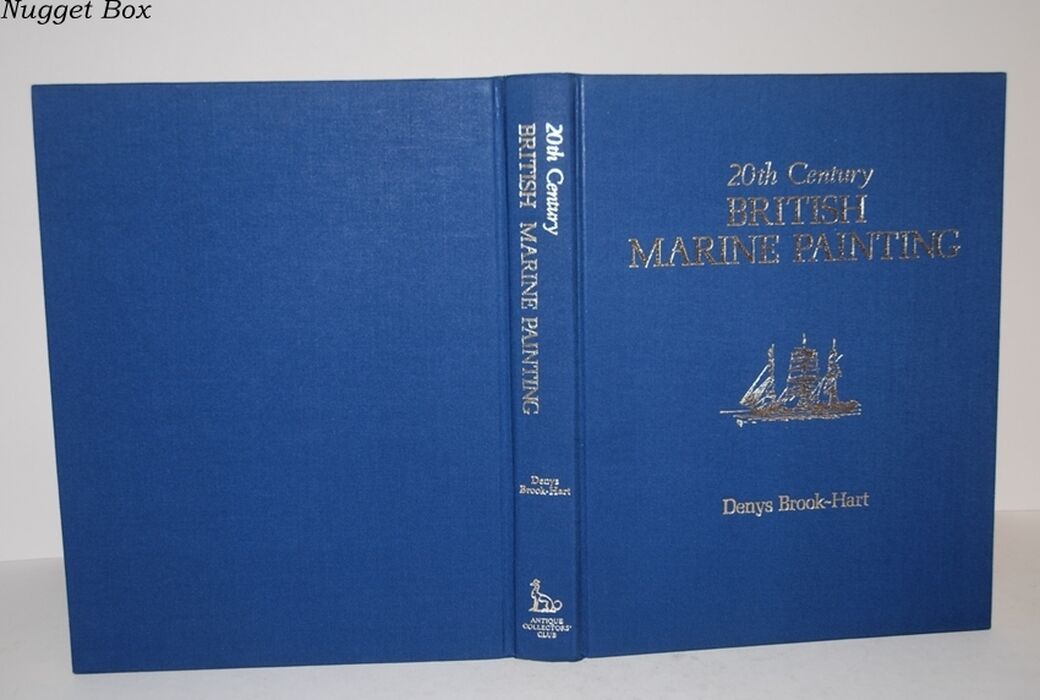 Nugget Box
20th Century
BRITISH MARINE PAINTING
Denys
Brook-Hart
ANTIQUE
COLLECTORS'
CLUB
20th Century
BRITISH
MARINE PAINTING
Denys Brook-Hart